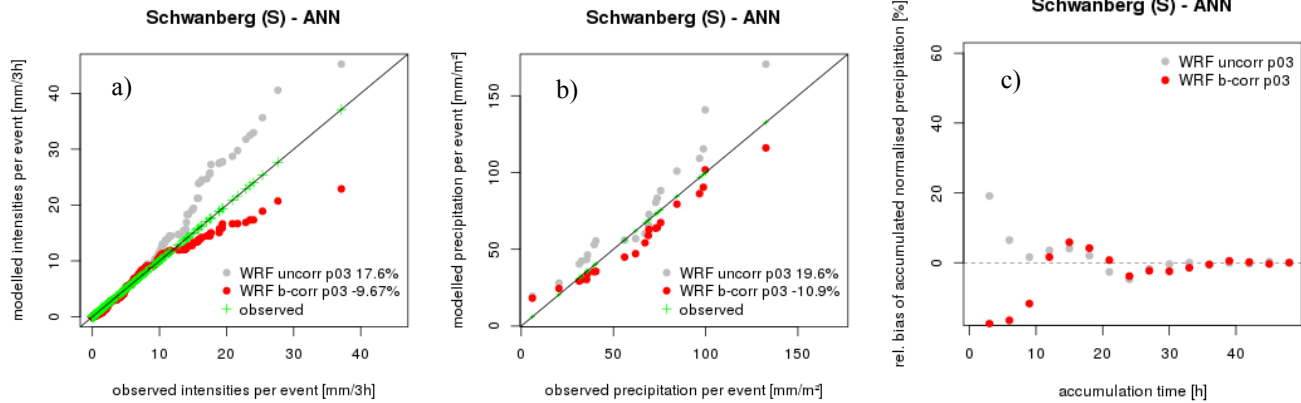 Schwanberg (S) - ANN
modelled intensities per event [mm/3h]
a)
40
30
20
10
0
WRF uncorr p03 17.6%
WRF b-corr p03 -9.67%
observed
0 10 20 30 40
observed intensities per event [mm/3h]
Schwanberg (S) - ANN
modelled precipitation per event [mm/m²]
b)
150
100
50
0
WRF uncorr p03 19.6%
WRF b-corr p03 -10.9%
observed
0 50 100 150
observed precipitation per event [mm/m²]
Schwanberg (S) - ANN
rel. bias of accumulated normalised precipitation [%]
c)
WRF uncorr p03
WRF b-corr p03
60
40
20
0
-20
0 10 20 30 40
accumulation time [h]